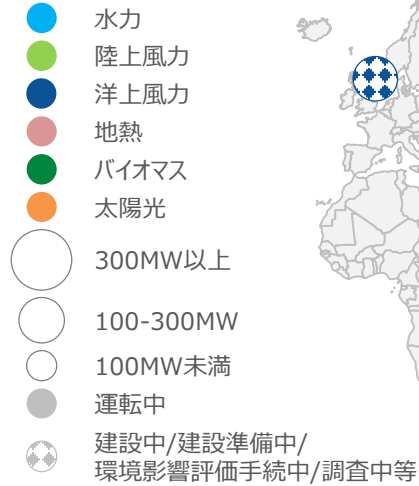 水力
陸上風力
洋上風力
地熱
バイオマス
太陽光
300MW以上
100-300MW
100MW未満
運転中
建設中/建設準備中/
環境影響評価手続中/調査中等